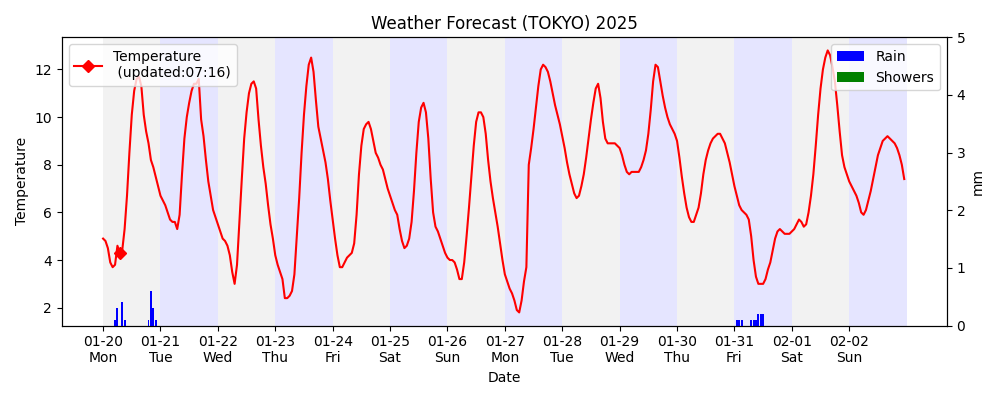 Weather Forecast (TOKYO) 2025
Temperature
(updated:07:16)
Rain
Showers
Temperature
12
10
8
6
4
2
5
4
3
2
1
0
mm
01-20 01-21 01-22 01-23 01-24 01-25 01-26 01-27 01-28 01-29 01-30 01-31 02-01 02-02
Mon Tue Wed Thu Fri Sat Sun Mon Tue Wed Thu Fri Sat Sun
Date